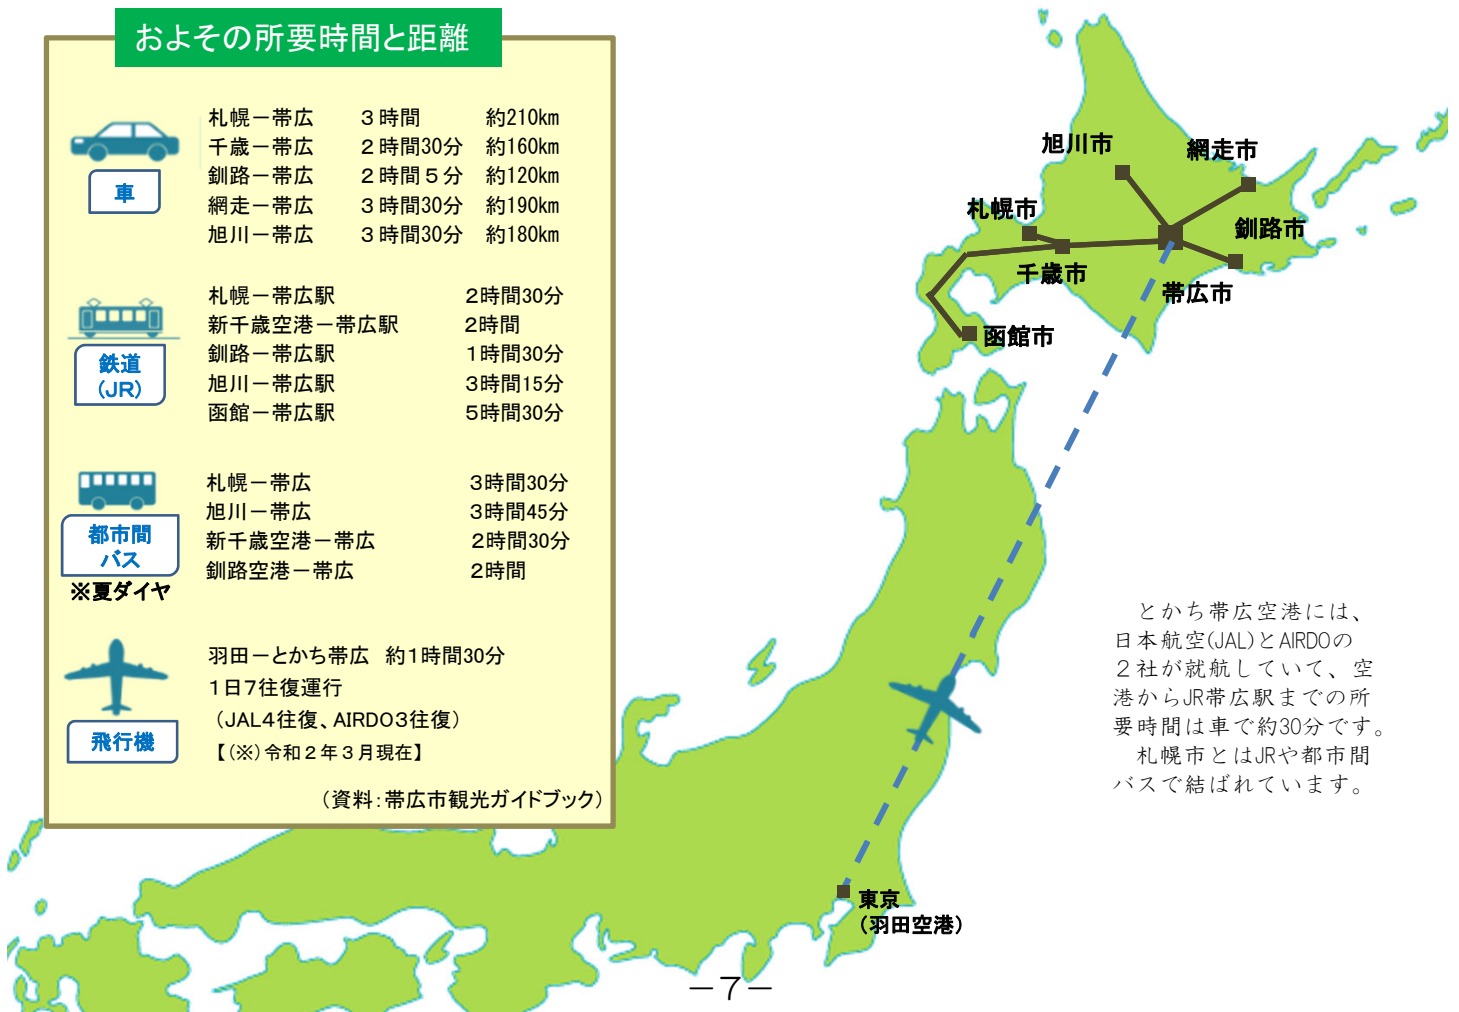 およその所要時間と距離
札幌－帯広　３時間　約210km
千歳－帯広　２時間30分　約160km
釧路－帯広　２時間５分　約120km
網走－帯広　３時間30分　約190km
旭川－帯広　３時間30分　約180km
車
札幌－帯広駅　２時間30分
新千歳空港－帯広駅　２時間
釧路－帯広駅　１時間30分
旭川－帯広駅　３時間15分
函館－帯広駅　５時間30分
鉄道
（JR）
札幌－帯広　３時間30分
旭川－帯広　３時間45分
新千歳空港－帯広　２時間30分
釧路空港－帯広　２時間
都市間
バス
※夏ダイヤ
羽田－とかち帯広　約１時間30分
１日７往復運行
（JAL４往復、AIRDO３往復）
【（※）令和２年３月現在】
飛行機
（資料：帯広市観光ガイドブック）
旭川市
網走市
札幌市
釧路市
千歳市
帯広市
函館市
東京
（羽田空港）
　とかち帯広空港には、
日本航空(JAL)とAIRDOの
２社が就航していて、空
港からJR帯広駅までの所
要時間は車で約30分です。
　札幌市とはJRや都市間
バスで結ばれています。
－7－